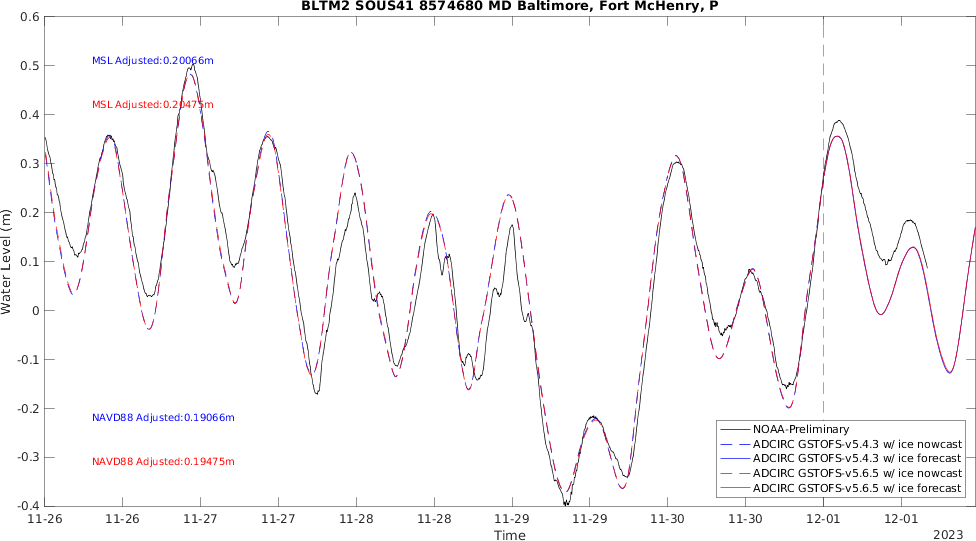 BLTM2 SOUS41 8574680 MD Baltimore, Fort McHenry, P
0.6
0.5
0.4
0.3
0.2
0.1
0
-0.1
-0.2
-0.3
-0.4
Water Level (m)
MSL Adjusted:0.20066m
MSL Adjusted:0.20475m
NAVD88 Adjusted:0.19066m
NAVD88 Adjusted:0.19475m
NOAA-Preliminary
ADCIRC GSTOFS-v5.4.3 w/ ice nowcast
ADCIRC GSTOFS-v5.4.3 w/ ice forecast
ADCIRC GSTOFS-v5.6.5 w/ ice nowcast
ADCIRC GSTOFS-v5.6.5 w/ ice forecast
11-26 11-26 11-27 11-27 11-28 11-28 11-29 11-29 11-30 11-30 12-01 12-01
Time
2023